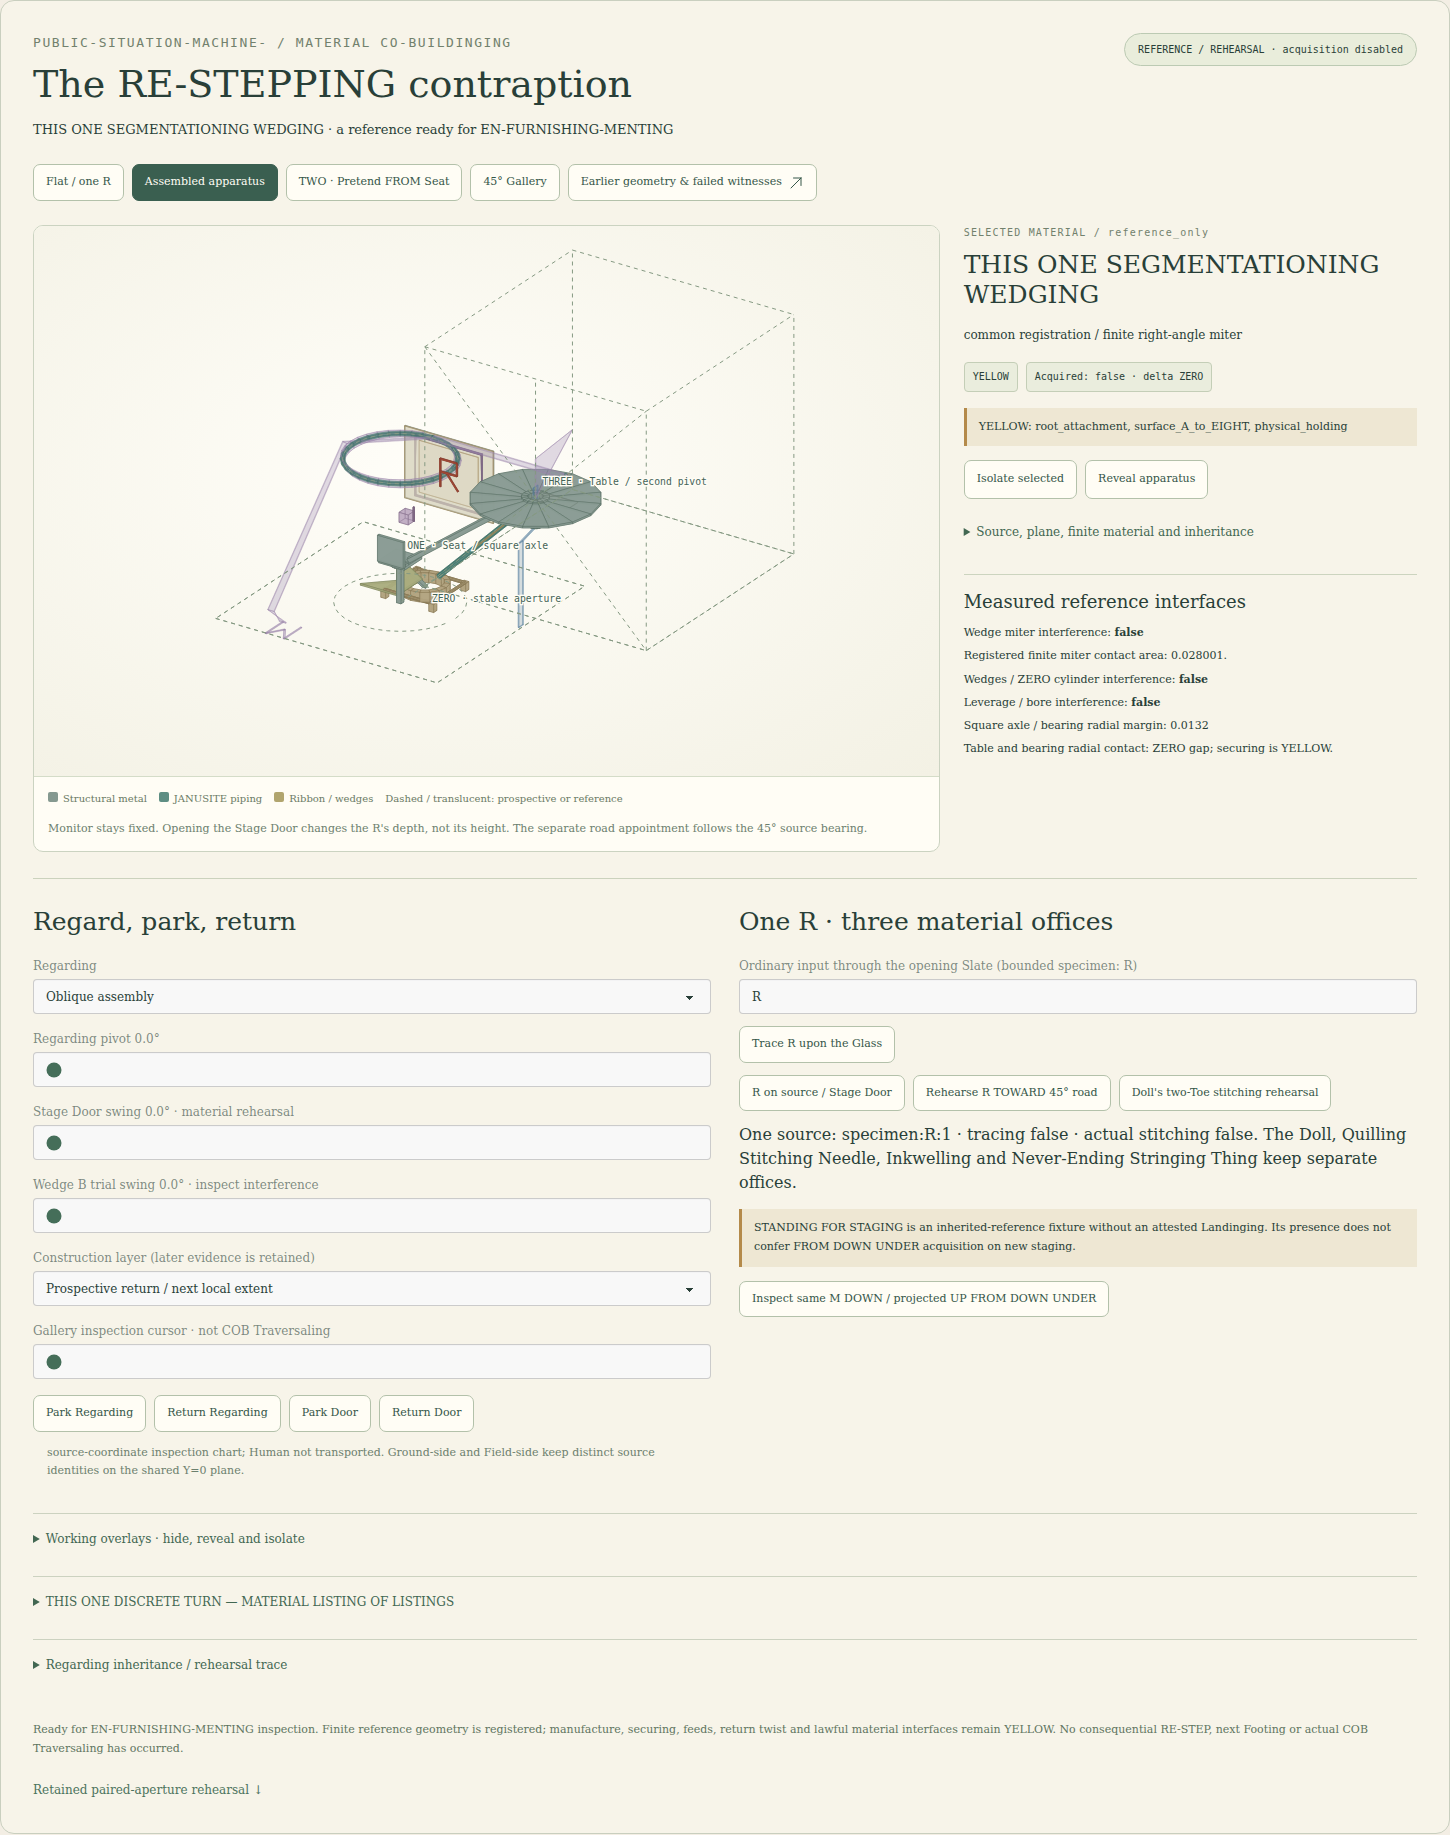 PUBLIC-SITUATION-MACHINE- / MATERIAL CO-BUILDINGING
REFERENCE / REHEARSAL · acquisition disabled
The RE-STEPPING contraption
THIS ONE SEGMENTATIONING WEDGING · a reference ready for EN-FURNISHING-MENTING
Flat / one R
Assembled apparatus
TWO · Pretend FROM Seat
45° Gallery
Earlier geometry & failed witnesses
THREE · Table / second pivot
ONE · Seat / square axle
ZERO · stable aperture
Structural metal
JANUSITE piping
Ribbon / wedges
Dashed / translucent: prospective or reference
Monitor stays fixed. Opening the Stage Door changes the R's depth, not its height. The separate road appointment follows the 45° source bearing.
SELECTED MATERIAL / reference_only
THIS ONE SEGMENTATIONING
WEDGING
common registration / finite right-angle miter
YELLOW
Acquired: false · delta ZERO
YELLOW: root_attachment, surface_A_to_EIGHT, physical_holding
Isolate selected
Reveal apparatus
Source, plane, finite material and inheritance
Measured reference interfaces
Wedge miter interference: false
Registered finite miter contact area: 0.028001.
Wedges / ZERO cylinder interference: false
Leverage / bore interference: false
Square axle / bearing radial margin: 0.0132
Table and bearing radial contact: ZERO gap; securing is YELLOW.
Regard, park, return
Regarding
Oblique assembly
Regarding pivot 0.0°
Stage Door swing 0.0° · material rehearsal
Wedge B trial swing 0.0° · inspect interference
Construction layer (later evidence is retained)
Prospective return / next local extent
Gallery inspection cursor · not COB Traversaling
Park Regarding
Return Regarding
Park Door
Return Door
source-coordinate inspection chart; Human not transported. Ground-side and Field-side keep distinct source
identities on the shared Y=0 plane.
One R · three material offices
Ordinary input through the opening Slate (bounded specimen: R)
R
Trace R upon the Glass
R on source / Stage Door
Rehearse R TOWARD 45° road
Doll's two-Toe stitching rehearsal
One source: specimen:R:1 · tracing false · actual stitching false. The Doll, Quilling
Stitching Needle, Inkwelling and Never-Ending Stringing Thing keep separate
offices.
STANDING FOR STAGING is an inherited-reference fixture without an attested Landinging. Its presence does not
confer FROM DOWN UNDER acquisition on new staging.
Inspect same M DOWN / projected UP FROM DOWN UNDER
Working overlays · hide, reveal and isolate
THIS ONE DISCRETE TURN — MATERIAL LISTING OF LISTINGS
Regarding inheritance / rehearsal trace
Ready for EN-FURNISHING-MENTING inspection. Finite reference geometry is registered; manufacture, securing, feeds, return twist and lawful material interfaces remain YELLOW. No consequential RE-STEP, next Footing or actual COB
Traversaling has occurred.
Retained paired-aperture rehearsal ↓